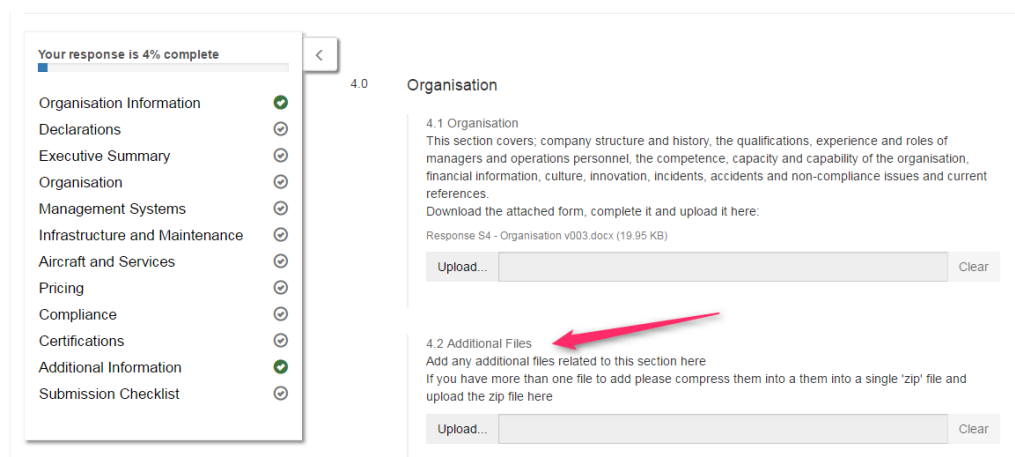 Your response is 4% complete
Organisation Information
Declarations
Executive Summary
Organisation
Management Systems
Infrastructure and Maintenance
Aircraft and Services
Pricing
Compliance
Certifications
Additional Information
Submission Checklist
4.0 Organisation
4.1 Organisation
This section covers; company structure and history, the qualifications, experience and roles of
managers and operations personnel, the competence, capacity and capability of the organisation,
financial information, culture, innovation, incidents, accidents and non-compliance issues and current
references.
Download the attached form, complete it and upload it here:
Response S4 - Organisation v003.docx (19.95 KB)
Upload... Clear
4.2 Additional Files
Add any additional files related to this section here
If you have more than one file to add please compress them into a them into a single 'zip' file and
upload the zip file here
Upload... Clear